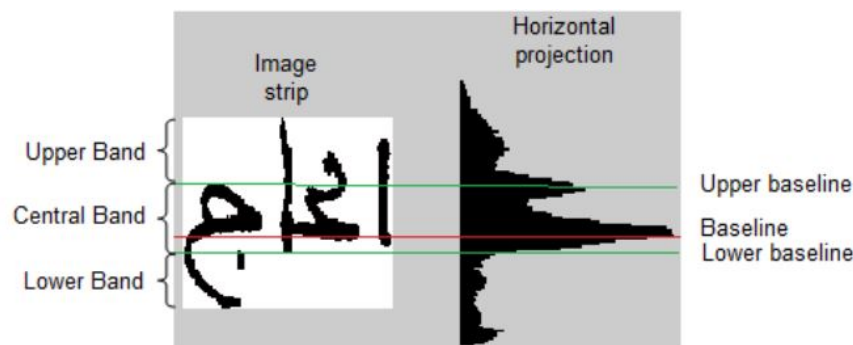 Image
strip
Horizontal
projection
Upper Band
Central Band
Lower Band
Upper baseline
Baseline
Lower baseline